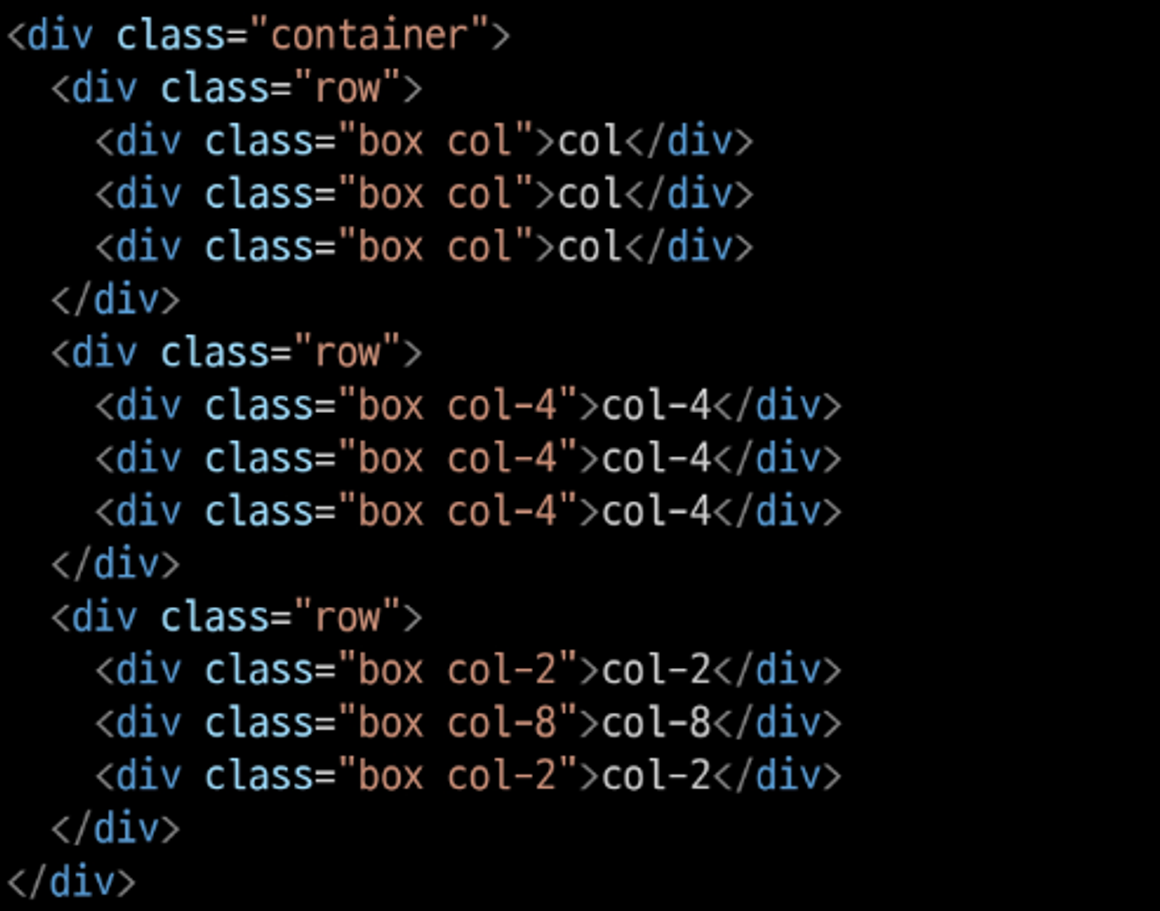 <div class="container">
  <div class="row">
    <div class="box col">col</div>
    <div class="box col">col</div>
    <div class="box col">col</div>
  </div>
  <div class="row">
    <div class="box col-4">col-4</div>
    <div class="box col-4">col-4</div>
    <div class="box col-4">col-4</div>
  </div>
  <div class="row">
    <div class="box col-2">col-2</div>
    <div class="box col-8">col-8</div>
    <div class="box col-2">col-2</div>
  </div>
</div>